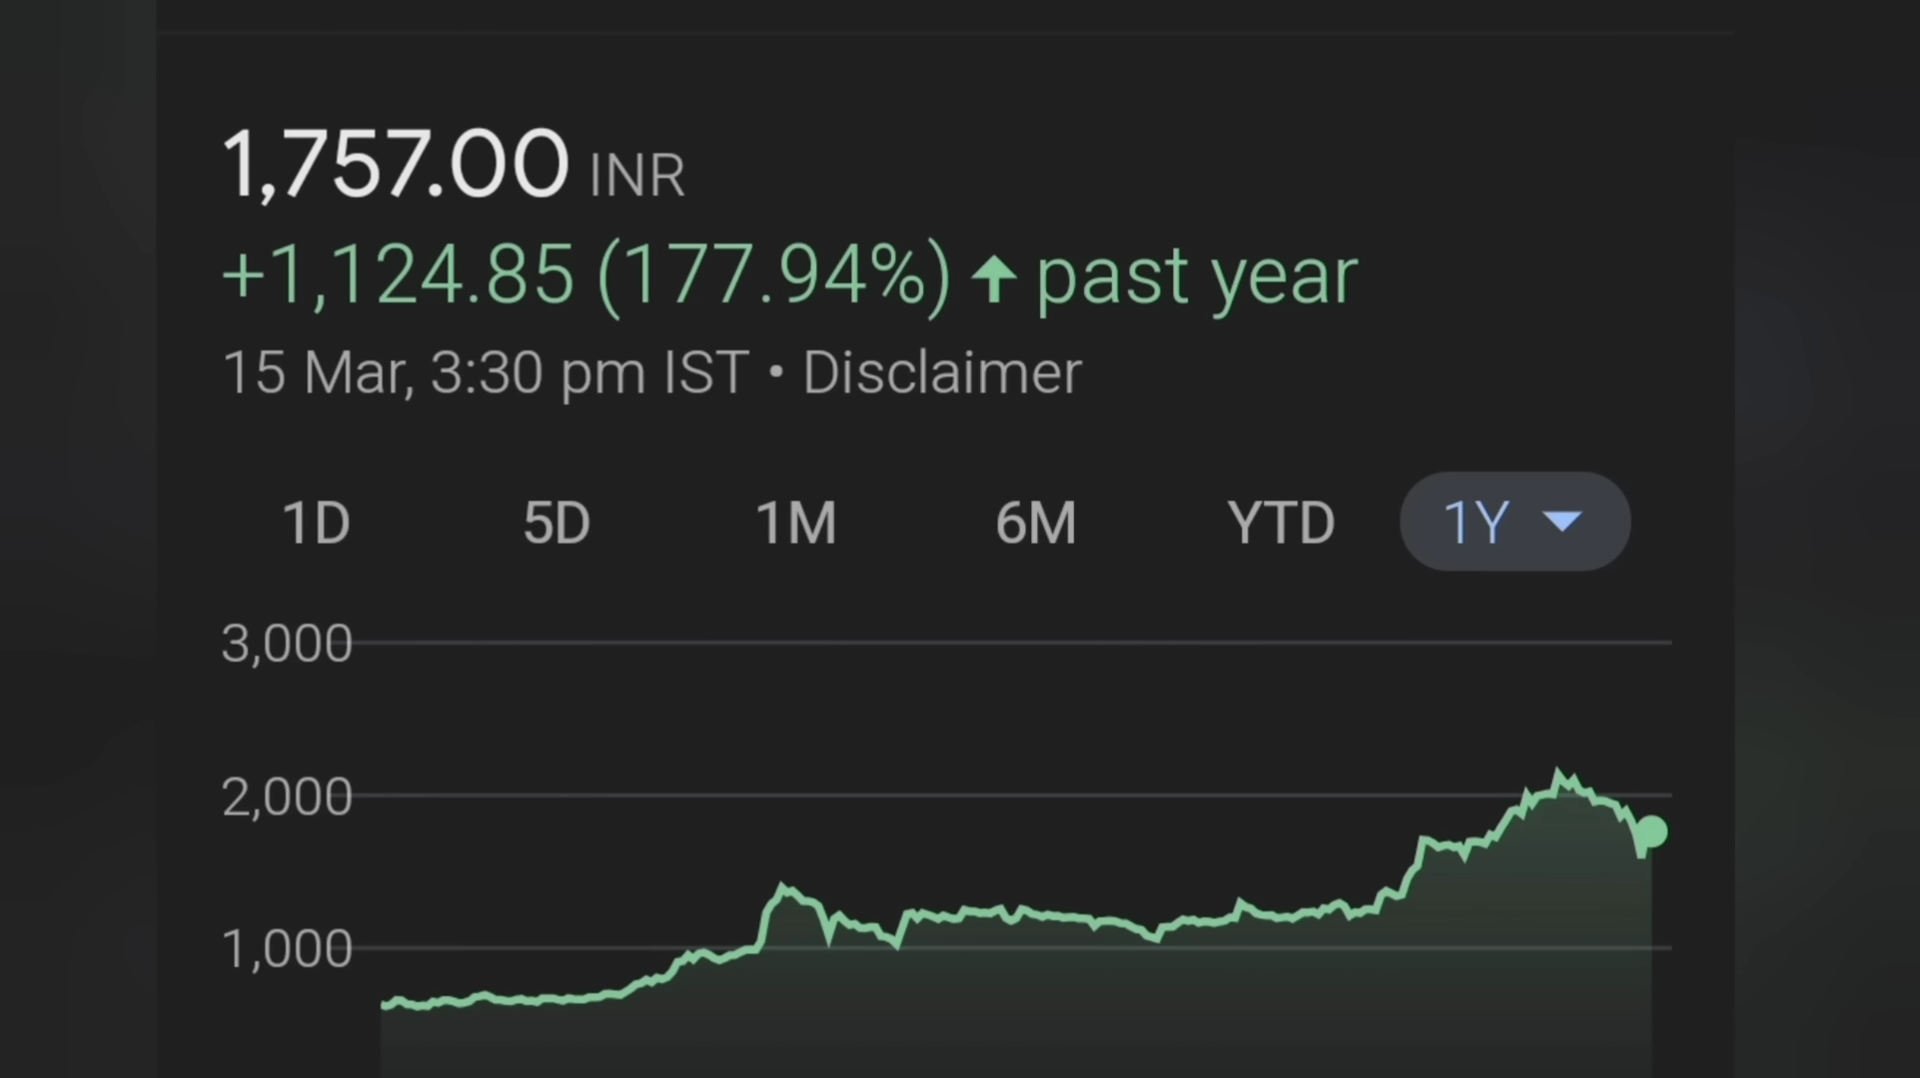 1,757.00 INR
+1,124.85 (177.94%) ↑ past year
15 Mar, 3:30 pm IST • Disclaimer
1D 5D 1M 6M YTD 1Y
3,000
2,000
1,000